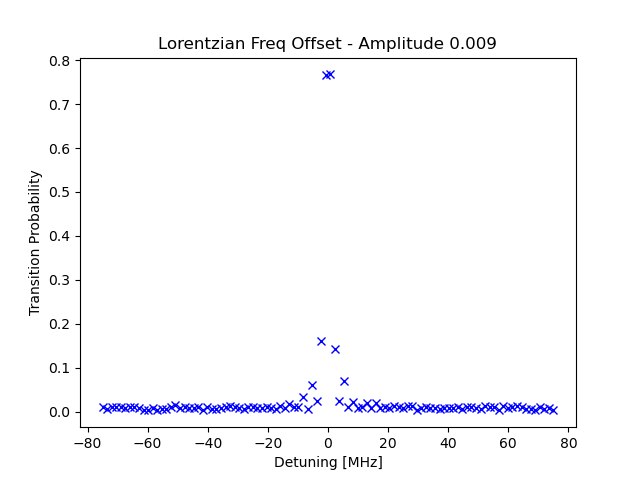 Lorentzian Freq Offset - Amplitude 0.009
0.8
0.7
0.6
0.5
0.4
0.3
0.2
0.1
0.0
Transition Probability
−80 −60 −40 −20 0 20 40 60 80
Detuning [MHz]